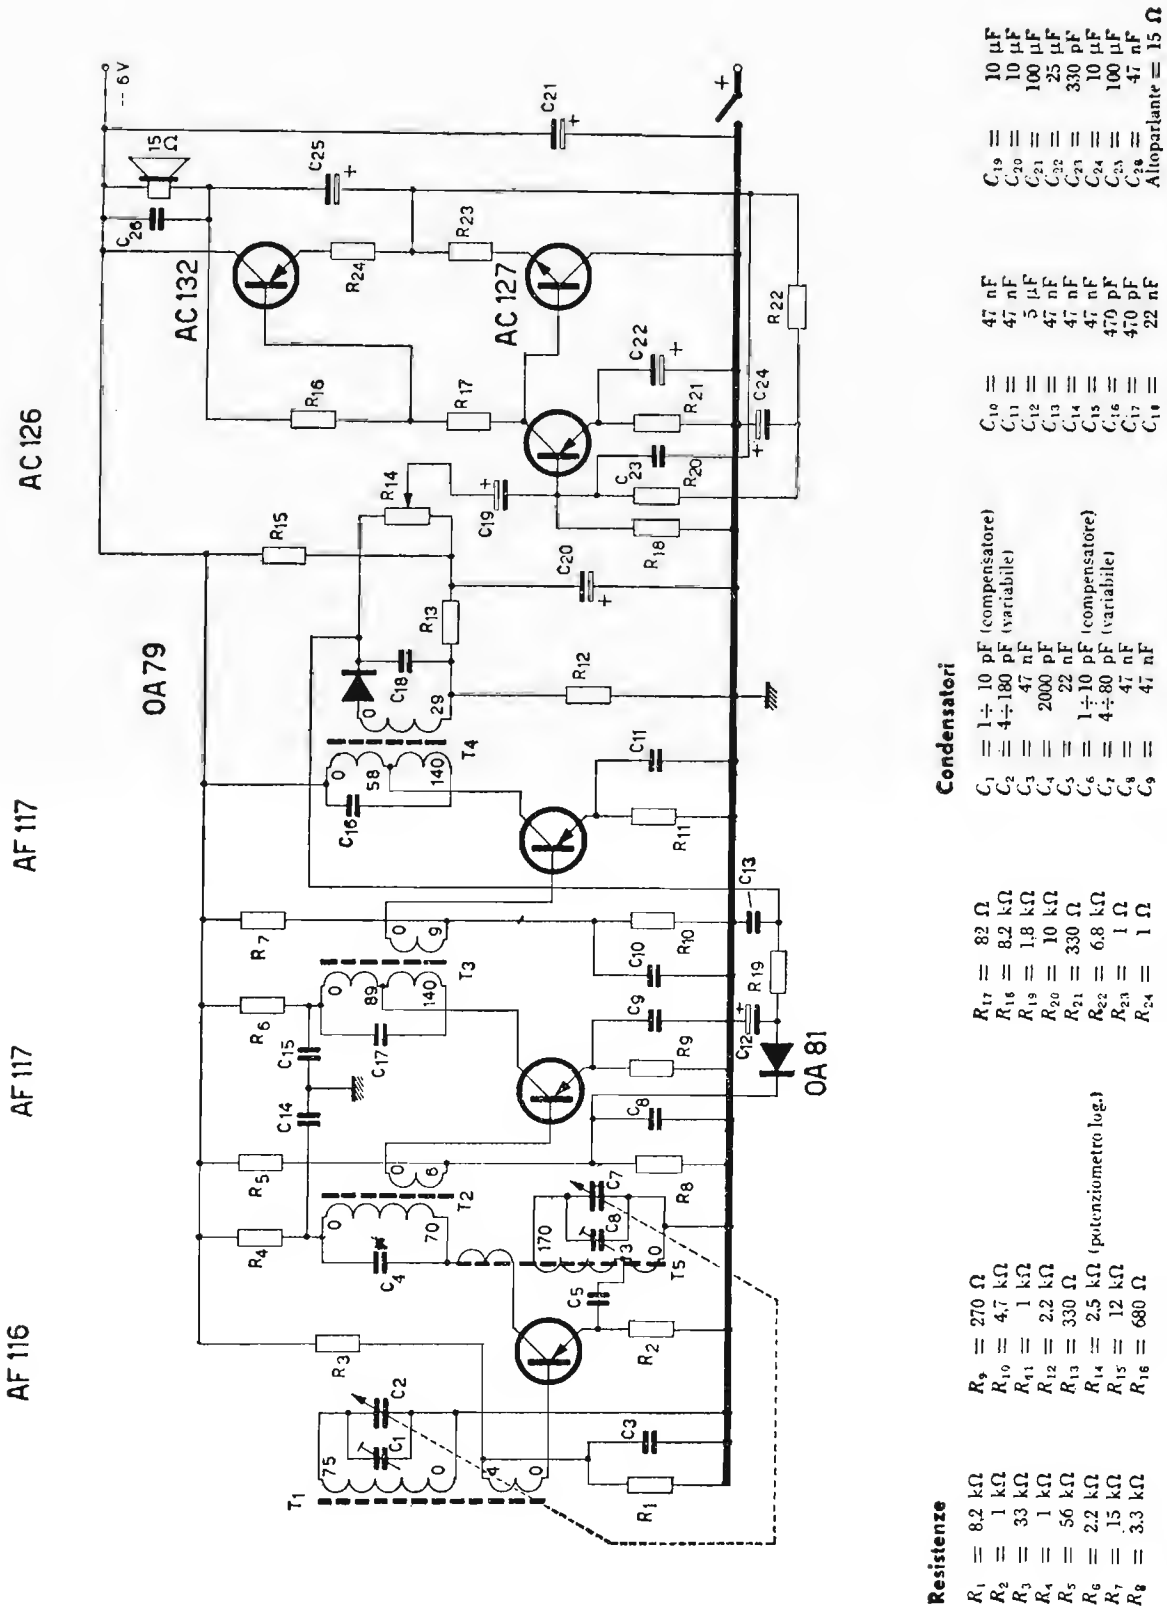 AF 116
AF 117
AF 117
AC 126
OA 79
AC 132
AC 127
OA 81
-- 6V
+
15 Ω
C26
C25
+
C21
+
R24
R23
R16
R17
C22
+
R21
C24
+
R22
C23
R20
R18
R15
R14
C19
+
C20
+
R13
C18
R12
0
29
T4
0
58
140
C16
C11
R11
C13
R7
0
9
T3
0
89
140
R6
C15
C17
C14
C10
R10
C9
R9
C12
+
R19
C8
R8
R5
0
6
T2
0
70
R4
C4
170
C8
C7
3
0
T5
C5
R2
R3
C2
C1
75
0
T1
4
0
C3
R1
Resistenze
R1 = 8.2 kΩ
R2 = 1 kΩ
R3 = 33 kΩ
R4 = 1 kΩ
R5 = 56 kΩ
R6 = 2.2 kΩ
R7 = 15 kΩ
R8 = 3.3 kΩ
R9 = 270 Ω
R10 = 4.7 kΩ
R11 = 1 kΩ
R12 = 2.2 kΩ
R13 = 330 Ω
R14 = 2.5 kΩ (potenziometro log.)
R15 = 12 kΩ
R16 = 680 Ω
R17 = 82 Ω
R18 = 8.2 kΩ
R19 = 1.8 kΩ
R20 = 10 kΩ
R21 = 330 Ω
R22 = 6.8 kΩ
R23 = 1 Ω
R24 = 1 Ω
Condensatori
C1 = 1 ÷ 10 pF (compensatore)
C2 = 4 ÷ 180 pF (variabile)
C3 = 47 nF
C4 = 2000 pF
C5 = 22 nF
C6 = 1 ÷ 10 pF (compensatore)
C7 = 4 ÷ 80 pF (variabile)
C8 = 47 nF
C9 = 47 nF
C10 = 47 nF
C11 = 47 nF
C12 = 5 μF
C13 = 47 nF
C14 = 47 nF
C15 = 47 nF
C16 = 470 pF
C17 = 470 pF
C18 = 22 nF
C19 = 10 μF
C20 = 10 μF
C21 = 100 μF
C22 = 25 μF
C23 = 330 pF
C24 = 10 μF
C25 = 100 μF
C26 = 47 nF
Altoparlante = 15 Ω